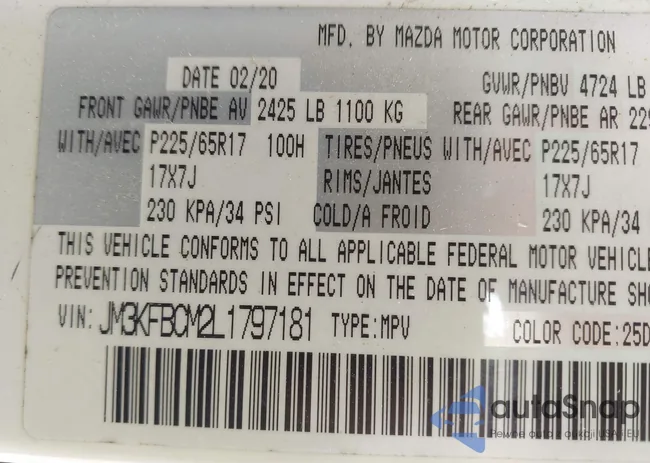 MFD. BY MAZDA MOTOR CORPORATION
DATE 02/20 GVWR/PNBV 4724 LB
FRONT GAWR/PNBE AV 2425 LB 1100 KG REAR GAWR/PNBE AR 229
WITH/AVEC P225/65R17 100H TIRES/PNEUS WITH/AVEC P225/65R17
17X7J RIMS/JANTES 17X7J
230 KPA/34 PSI COLD/A FROID 230 KPA/34
THIS VEHICLE CONFORMS TO ALL APPLICABLE FEDERAL MOTOR VEHICLE
PREVENTION STANDARDS IN EFFECT ON THE DATE OF MANUFACTURE SHO
VIN: JM3KFBCM2L1797181 TYPE:MPV COLOR CODE:25D
autoSnap